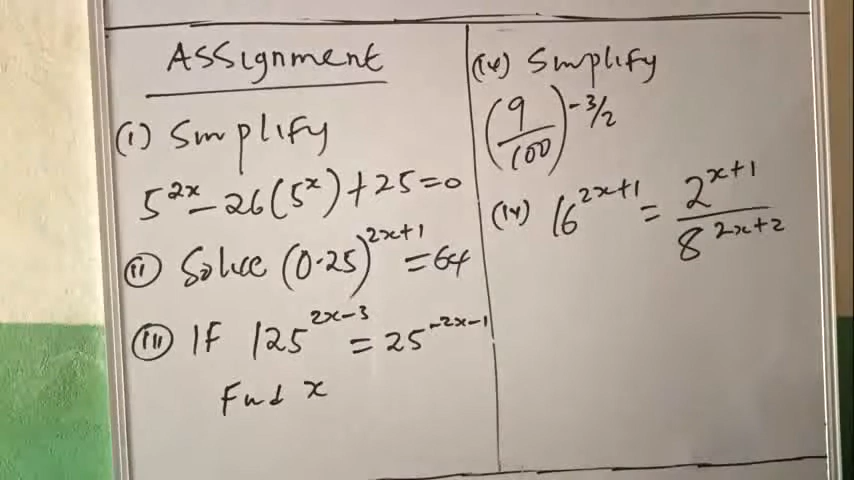 Assignment
(i) Simplify
5^2x - 26(5^x) + 25 = 0
(ii) Solve (0.25)^2x+1 = 64
(iii) If 125^2x-3 = 25^-2x-1
Find x
(iv) Simplify
(9/100)^-3/2
(iv) 16^2x+1 = 2^x+1 / 8^2x+2